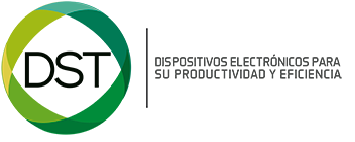 DST
DISPOSITIVOS ELECTRÓNICOS PARA
SU PRODUCTIVIDAD Y EFICIENCIA